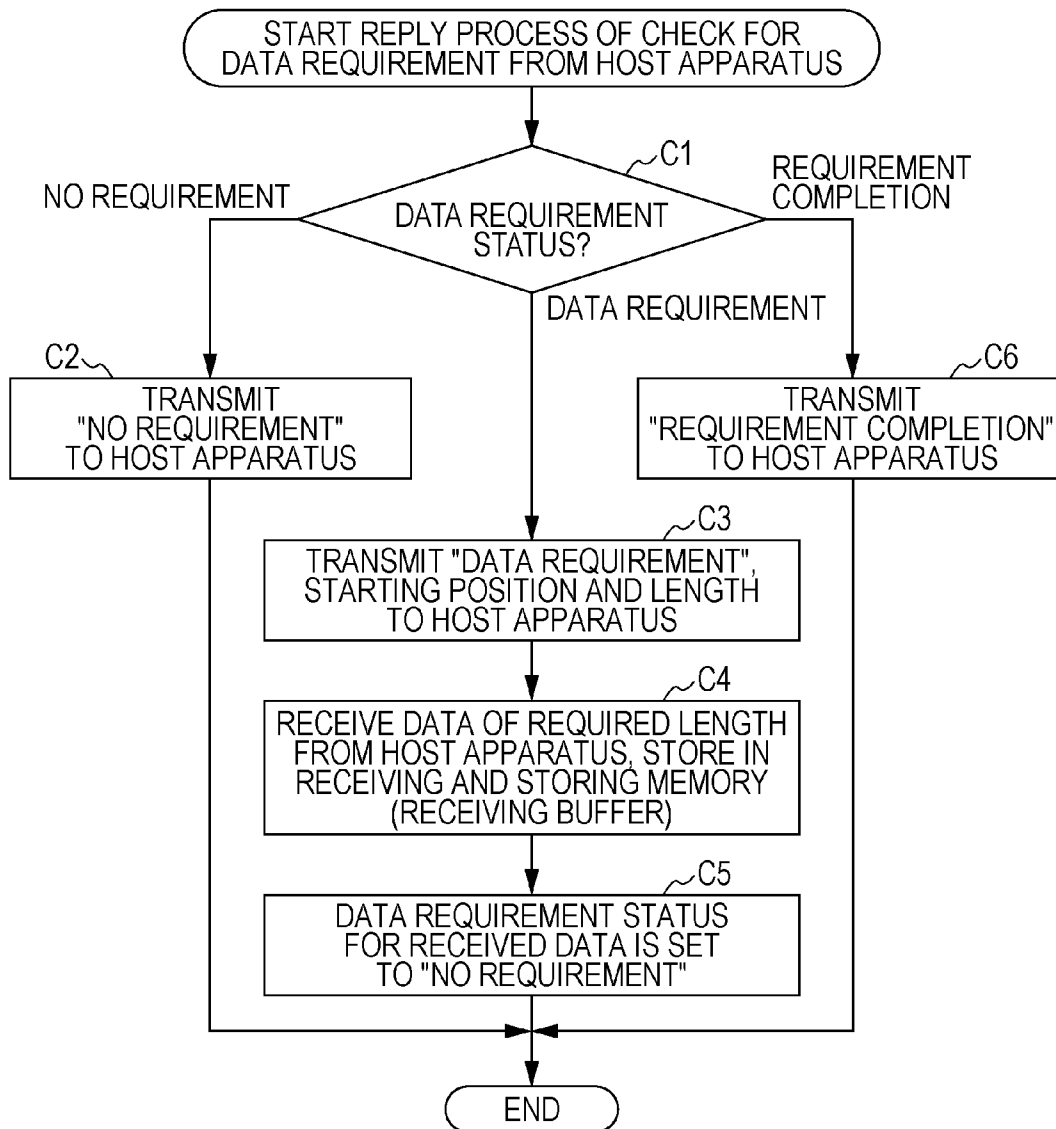 START REPLY PROCESS OF CHECK FOR
DATA REQUIREMENT FROM HOST APPARATUS
C1
NO REQUIREMENT
REQUIREMENT
COMPLETION
DATA REQUIREMENT
STATUS?
DATA REQUIREMENT
C2
TRANSMIT
"NO REQUIREMENT"
TO HOST APPARATUS
C6
TRANSMIT
"REQUIREMENT COMPLETION"
TO HOST APPARATUS
C3
TRANSMIT "DATA REQUIREMENT",
STARTING POSITION AND LENGTH
TO HOST APPARATUS
C4
RECEIVE DATA OF REQUIRED LENGTH
FROM HOST APPARATUS, STORE IN
RECEIVING AND STORING MEMORY
(RECEIVING BUFFER)
C5
DATA REQUIREMENT STATUS
FOR RECEIVED DATA IS SET
TO "NO REQUIREMENT"
END